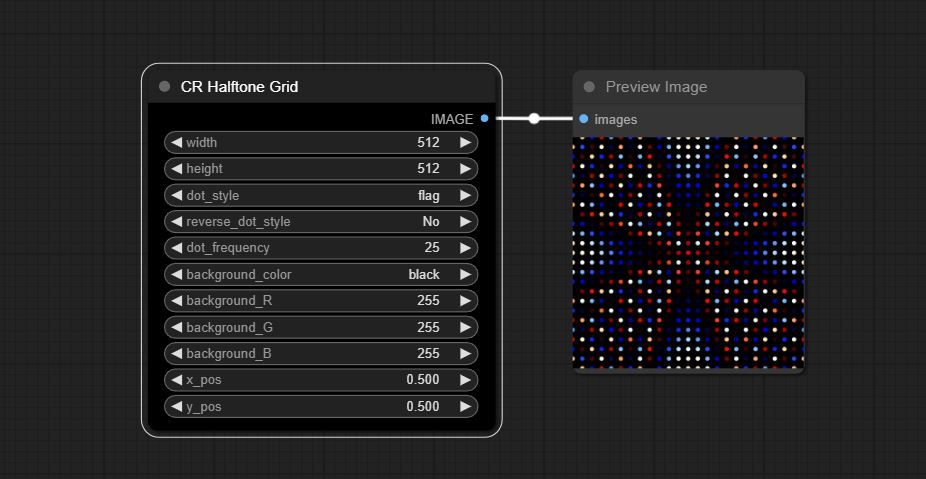 CR Halftone Grid
IMAGE
width 512
height 512
dot_style flag
reverse_dot_style No
dot_frequency 25
background_color black
background_R 255
background_G 255
background_B 255
x_pos 0.500
y_pos 0.500
Preview Image
images